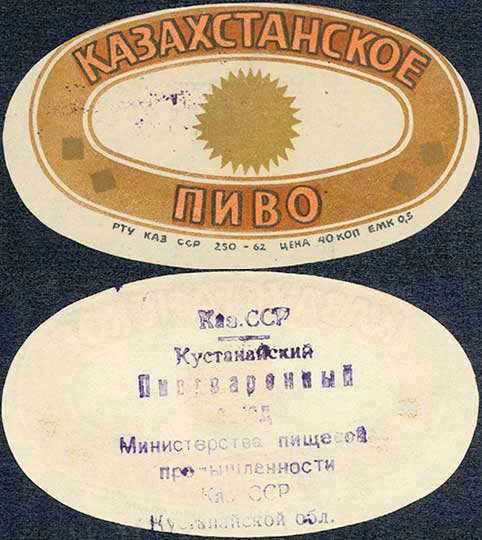 КАЗАХСТАНСКОЕ
ПИВО
РТУ КАЗ ССР 250 - 62 ЦЕНА 40 КОП ЕМК 0,5
Каз.ССР
Кустанайский
Пивоваренный
Министерства пищевой
промышленности
Каз ССР
Кустанайской обл.